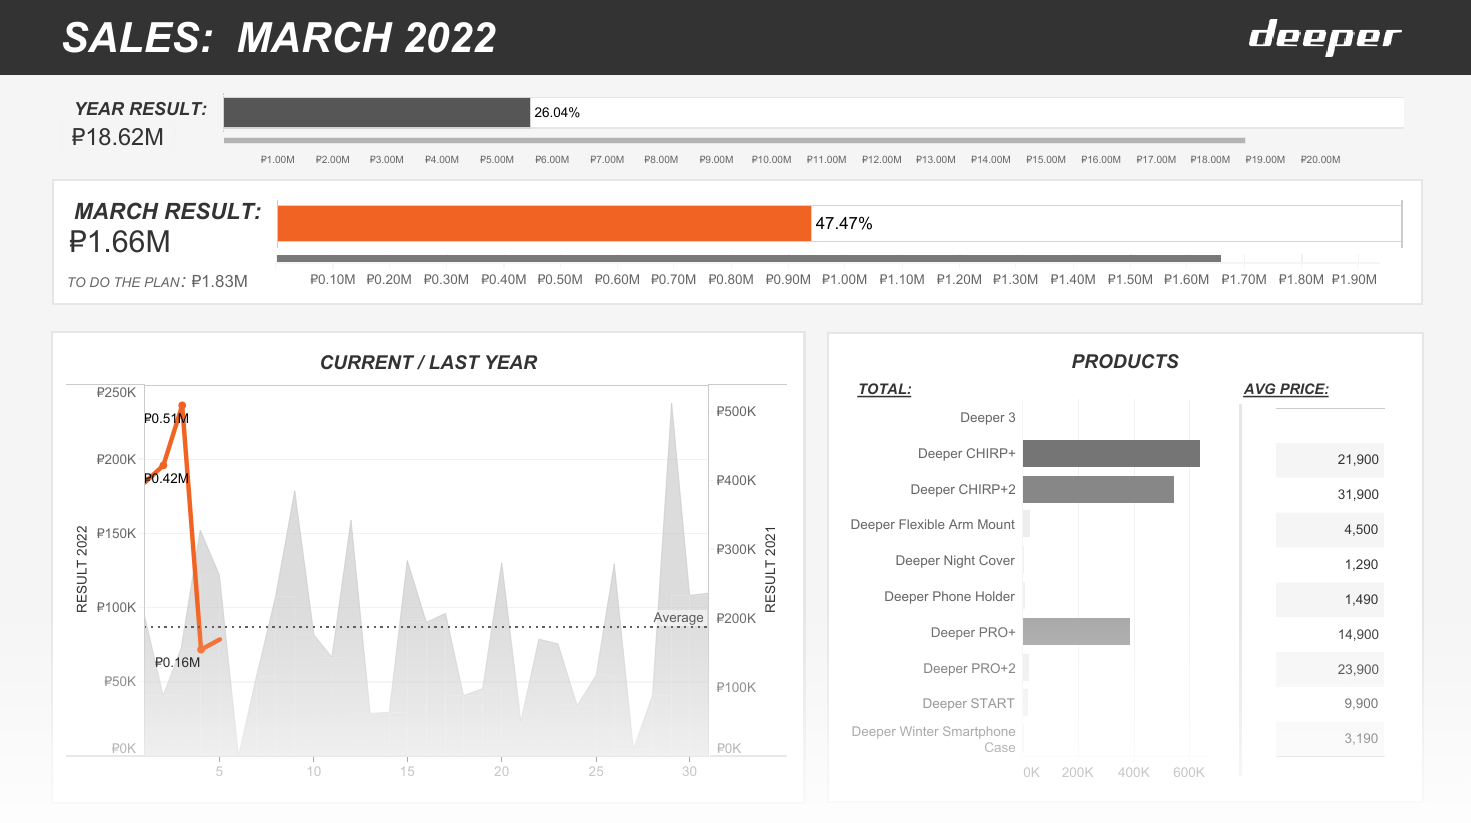 SALES: MARCH 2022
deeper
YEAR RESULT:
₽18.62M
26.04%
₽1.00M ₽2.00M ₽3.00M ₽4.00M ₽5.00M ₽6.00M ₽7.00M ₽8.00M ₽9.00M ₽10.00M ₽11.00M ₽12.00M ₽13.00M ₽14.00M ₽15.00M ₽16.00M ₽17.00M ₽18.00M ₽19.00M ₽20.00M
MARCH RESULT:
₽1.66M
47.47%
TO DO THE PLAN: ₽1.83M
₽0.10M ₽0.20M ₽0.30M ₽0.40M ₽0.50M ₽0.60M ₽0.70M ₽0.80M ₽0.90M ₽1.00M ₽1.10M ₽1.20M ₽1.30M ₽1.40M ₽1.50M ₽1.60M ₽1.70M ₽1.80M ₽1.90M
CURRENT / LAST YEAR
RESULT 2022
₽250K
₽200K
₽150K
₽100K
₽50K
₽0K
₽0.51M
₽0.42M
₽0.16M
Average
₽500K
₽400K
₽300K
₽200K
₽100K
₽0K
RESULT 2021
5 10 15 20 25 30
PRODUCTS
TOTAL: AVG PRICE:
Deeper 3
Deeper CHIRP+ 21,900
Deeper CHIRP+2 31,900
Deeper Flexible Arm Mount 4,500
Deeper Night Cover 1,290
Deeper Phone Holder 1,490
Deeper PRO+ 14,900
Deeper PRO+2 23,900
Deeper START 9,900
Deeper Winter Smartphone
Case 3,190
0K 200K 400K 600K